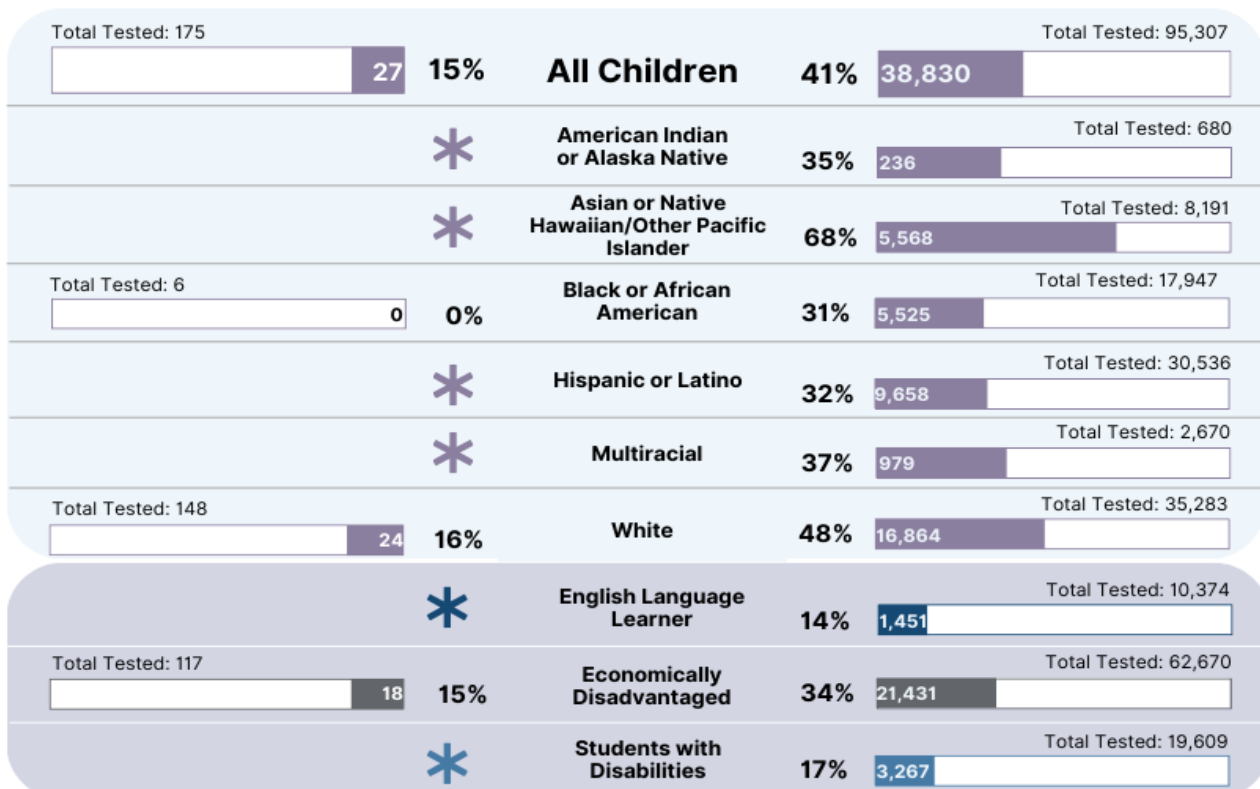 Total Tested: 175
Total Tested: 95,307
27 15% All Children 41% 38,830
American Indian
or Alaska Native
Total Tested: 680
35% 236
Asian or Native
Hawaiian/Other Pacific
Islander
Total Tested: 8,191
68% 5,568
Total Tested: 6
Total Tested: 17,947
Black or African
American
0 0% 31% 5,525
Total Tested: 30,536
Hispanic or Latino
32% 9,658
Total Tested: 2,670
Multiracial
37% 979
Total Tested: 148
Total Tested: 35,283
24 16% White 48% 16,864
English Language
Learner
Total Tested: 10,374
14% 1,451
Total Tested: 117
Total Tested: 62,670
Economically
Disadvantaged
18 15% 34% 21,431
Students with
Disabilities
Total Tested: 19,609
17% 3,267